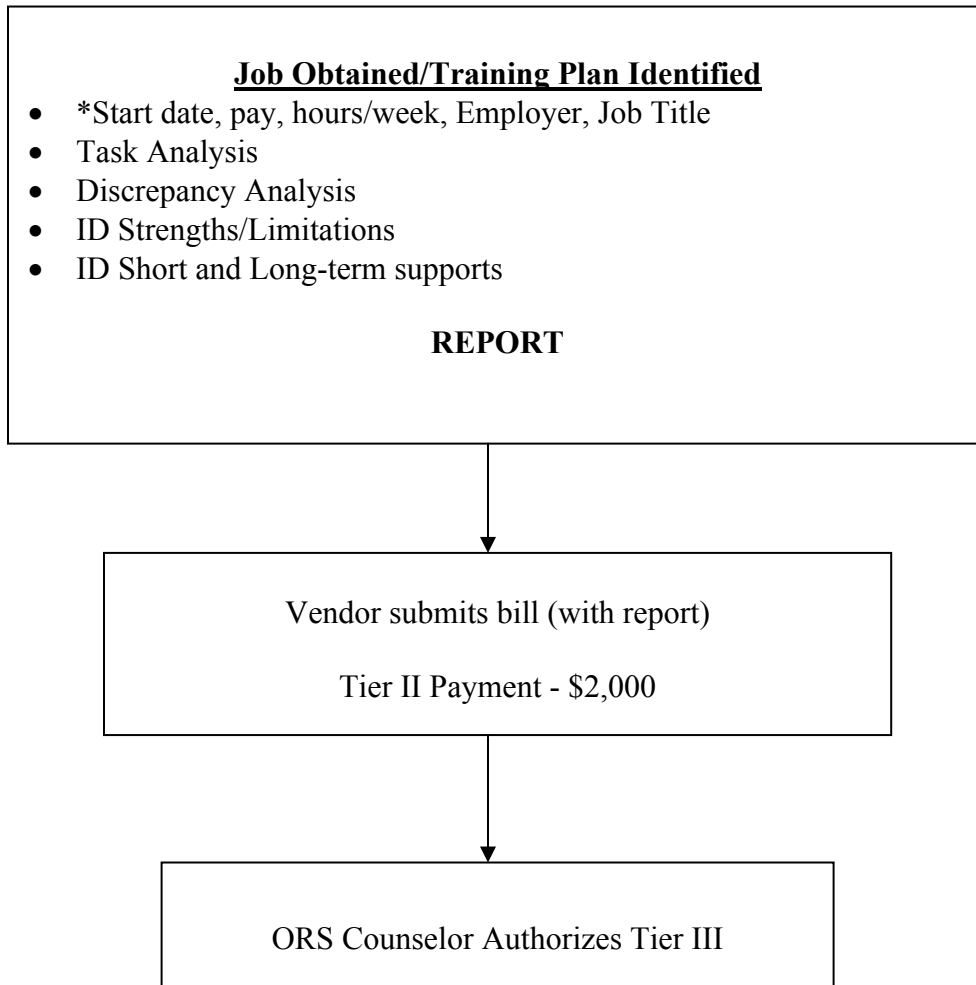 Job Obtained/Training Plan Identified
• *Start date, pay, hours/week, Employer, Job Title
• Task Analysis
• Discrepancy Analysis
• ID Strengths/Limitations
• ID Short and Long-term supports
REPORT
Vendor submits bill (with report)
Tier II Payment - $2,000
ORS Counselor Authorizes Tier III